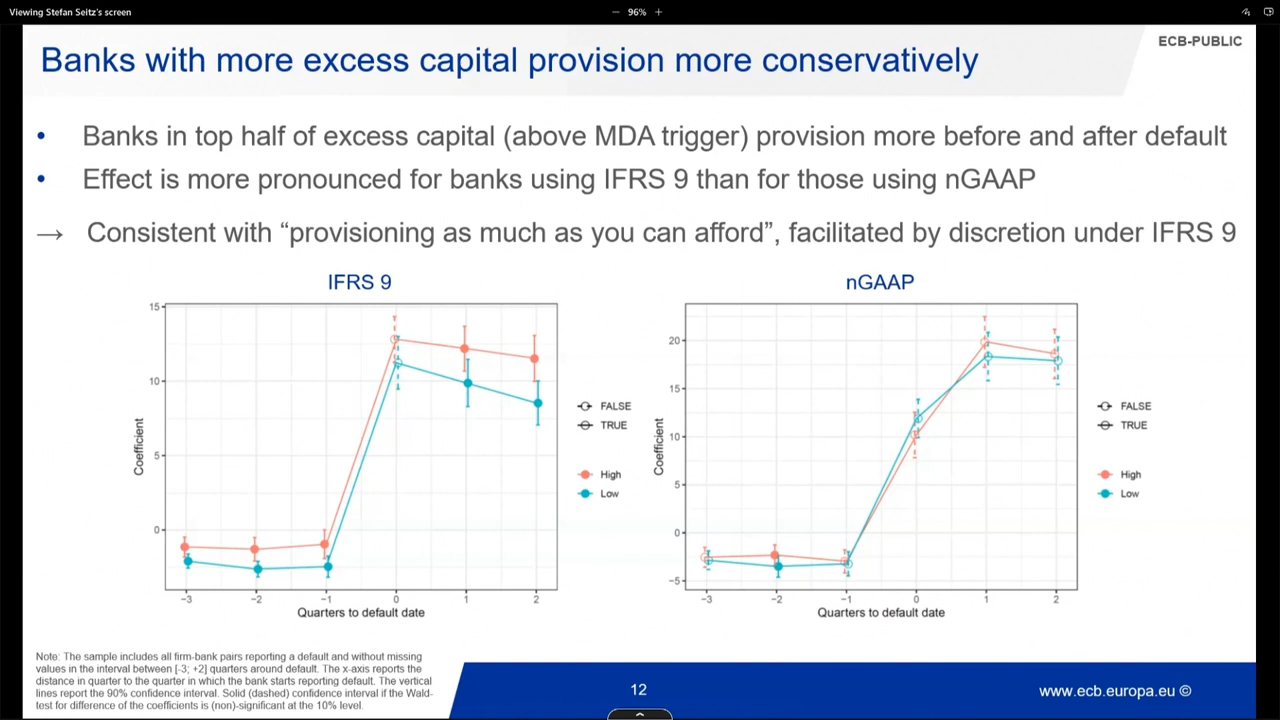 Viewing Stefan Seitz's screen
− 96% +
ECB-PUBLIC
Banks with more excess capital provision more conservatively
• Banks in top half of excess capital (above MDA trigger) provision more before and after default
• Effect is more pronounced for banks using IFRS 9 than for those using nGAAP
→ Consistent with “provisioning as much as you can afford”, facilitated by discretion under IFRS 9
IFRS 9
15
10
5
0
Coefficient
−3 −2 −1 0 1 2
Quarters to default date
FALSE
TRUE
High
Low
nGAAP
20
15
10
5
0
−5
Coefficient
−3 −2 −1 0 1 2
Quarters to default date
FALSE
TRUE
High
Low
Note: The sample includes all firm-bank pairs reporting a default and without missing
values in the interval between [-3; +2] quarters around default. The x-axis reports the
distance in quarter to the quarter in which the bank starts reporting default. The vertical
lines report the 90% confidence interval. Solid (dashed) confidence interval if the Wald-
test for difference of the coefficients is (non)-significant at the 10% level.
12
www.ecb.europa.eu ©